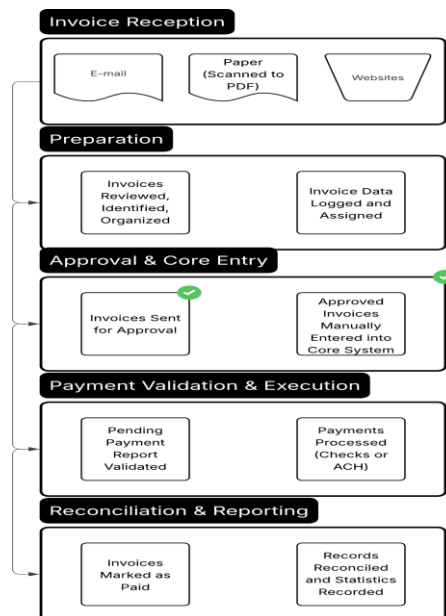 Invoice Reception
E-mail
Paper
(Scanned to
PDF)
Websites
Preparation
Invoices
Reviewed,
Identified,
Organized
Invoice Data
Logged and
Assigned
Approval & Core Entry
Invoices Sent
for Approval
Approved
Invoices
Manually
Entered into
Core System
Payment Validation & Execution
Pending
Payment
Report
Validated
Payments
Processed
(Checks or
ACH)
Reconciliation & Reporting
Invoices
Marked as
Paid
Records
Reconciled
and Statistics
Recorded